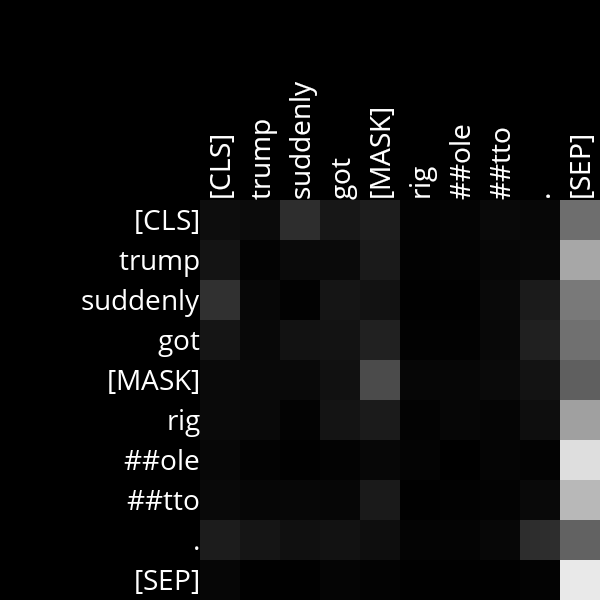 [CLS] trump suddenly got [MASK] rig ##ole ##tto . [SEP]
[CLS]
trump
suddenly
got
[MASK]
rig
##ole
##tto
.
[SEP]